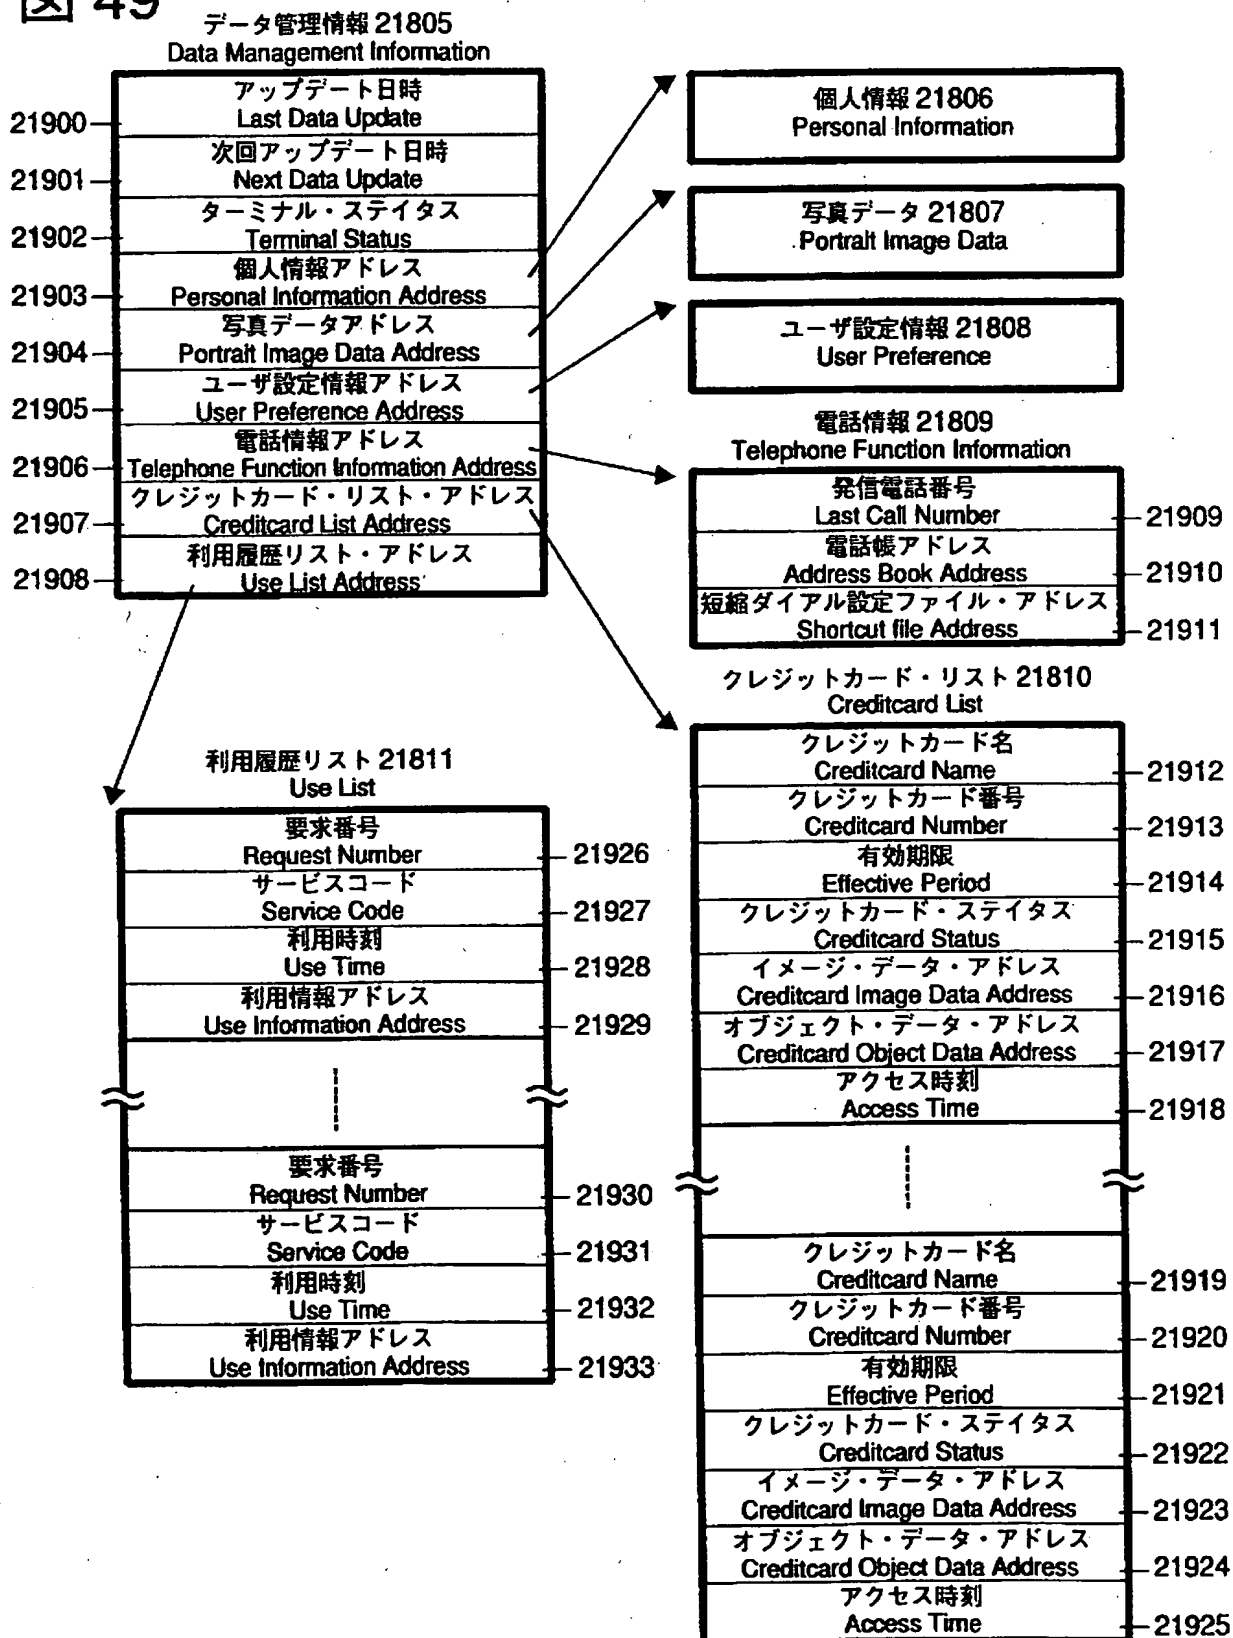 図 49
データ管理情報 21805
Data Management Information
アップデート日時
Last Data Update
21900
次回アップデート日時
Next Data Update
21901
ターミナル・ステイタス
Terminal Status
21902
個人情報アドレス
Personal Information Address
21903
写真データアドレス
Portrait Image Data Address
21904
ユーザ設定情報アドレス
User Preference Address
21905
電話情報アドレス
Telephone Function Information Address
21906
クレジットカード・リスト・アドレス
Creditcard List Address
21907
利用履歴リスト・アドレス
Use List Address
21908
個人情報 21806
Personal Information
写真データ 21807
Portrait Image Data
ユーザ設定情報 21808
User Preference
電話情報 21809
Telephone Function Information
発信電話番号
Last Call Number
21909
電話帳アドレス
Address Book Address
21910
短縮ダイアル設定ファイル・アドレス
Shortcut file Address
21911
クレジットカード・リスト 21810
Creditcard List
クレジットカード名
Creditcard Name
21912
クレジットカード番号
Creditcard Number
21913
有効期限
Effective Period
21914
クレジットカード・ステイタス
Creditcard Status
21915
イメージ・データ・アドレス
Creditcard Image Data Address
21916
オブジェクト・データ・アドレス
Creditcard Object Data Address
21917
アクセス時刻
Access Time
21918
クレジットカード名
Creditcard Name
21919
クレジットカード番号
Creditcard Number
21920
有効期限
Effective Period
21921
クレジットカード・ステイタス
Creditcard Status
21922
イメージ・データ・アドレス
Creditcard Image Data Address
21923
オブジェクト・データ・アドレス
Creditcard Object Data Address
21924
アクセス時刻
Access Time
21925
利用履歴リスト 21811
Use List
要求番号
Request Number
21926
サービスコード
Service Code
21927
利用時刻
Use Time
21928
利用情報アドレス
Use Information Address
21929
要求番号
Request Number
21930
サービスコード
Service Code
21931
利用時刻
Use Time
21932
利用情報アドレス
Use Information Address
21933